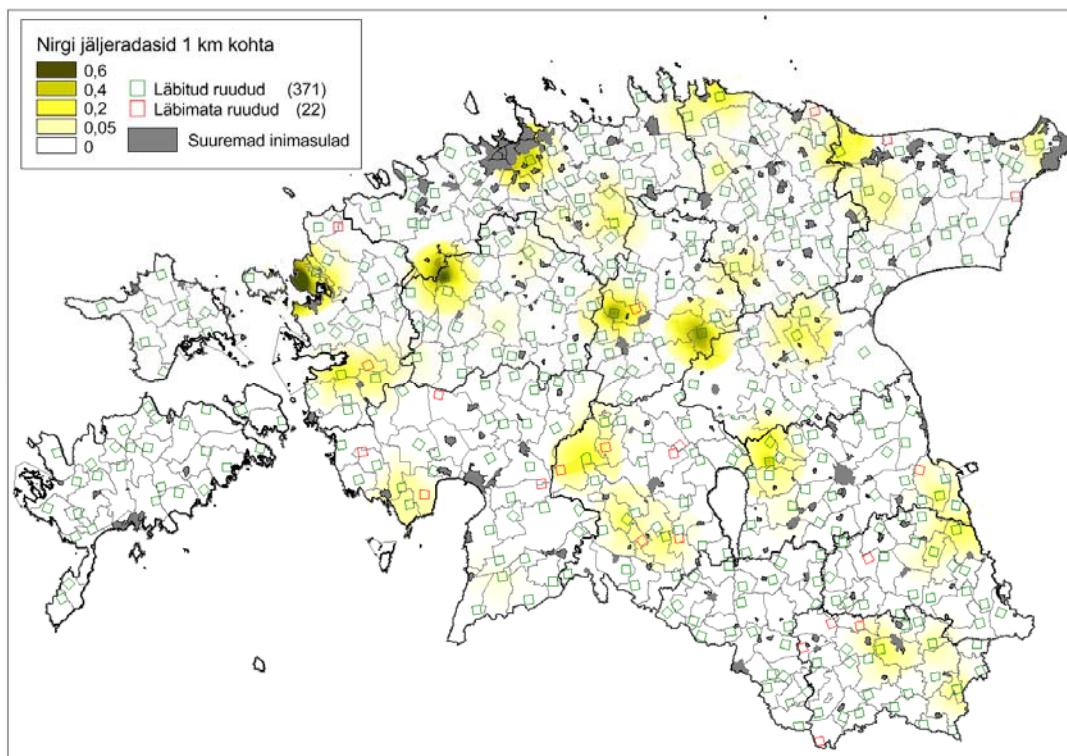 Nirgi jäljeradasid 1 km kohta
0,6
0,4
0,2
0,05
0
Läbitud ruudud (371)
Läbimata ruudud (22)
Suuremad inimasulad